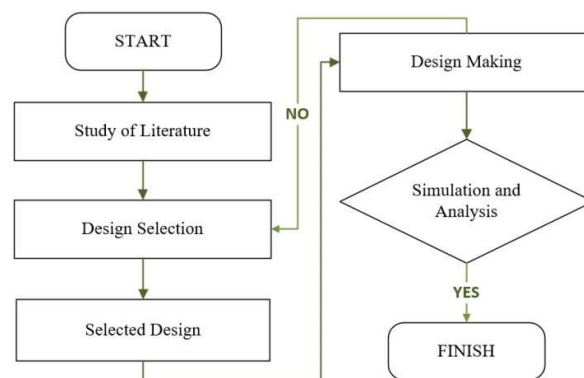 START
Study of Literature
Design Selection
Selected Design
NO
Design Making
Simulation and
Analysis
YES
FINISH